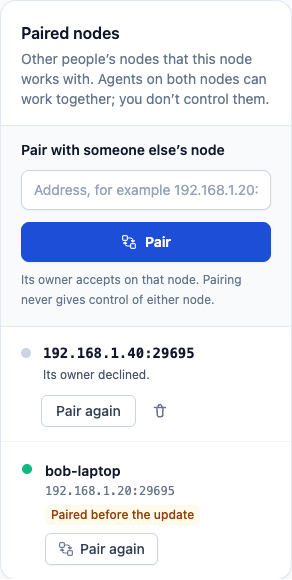 Paired nodes
Other people’s nodes that this node
works with. Agents on both nodes can
work together; you don’t control them.
Pair with someone else’s node
Address, for example 192.168.1.20:
Pair
Its owner accepts on that node. Pairing
never gives control of either node.
192.168.1.40:29695
Its owner declined.
Pair again
bob-laptop
192.168.1.20:29695
Paired before the update
Pair again